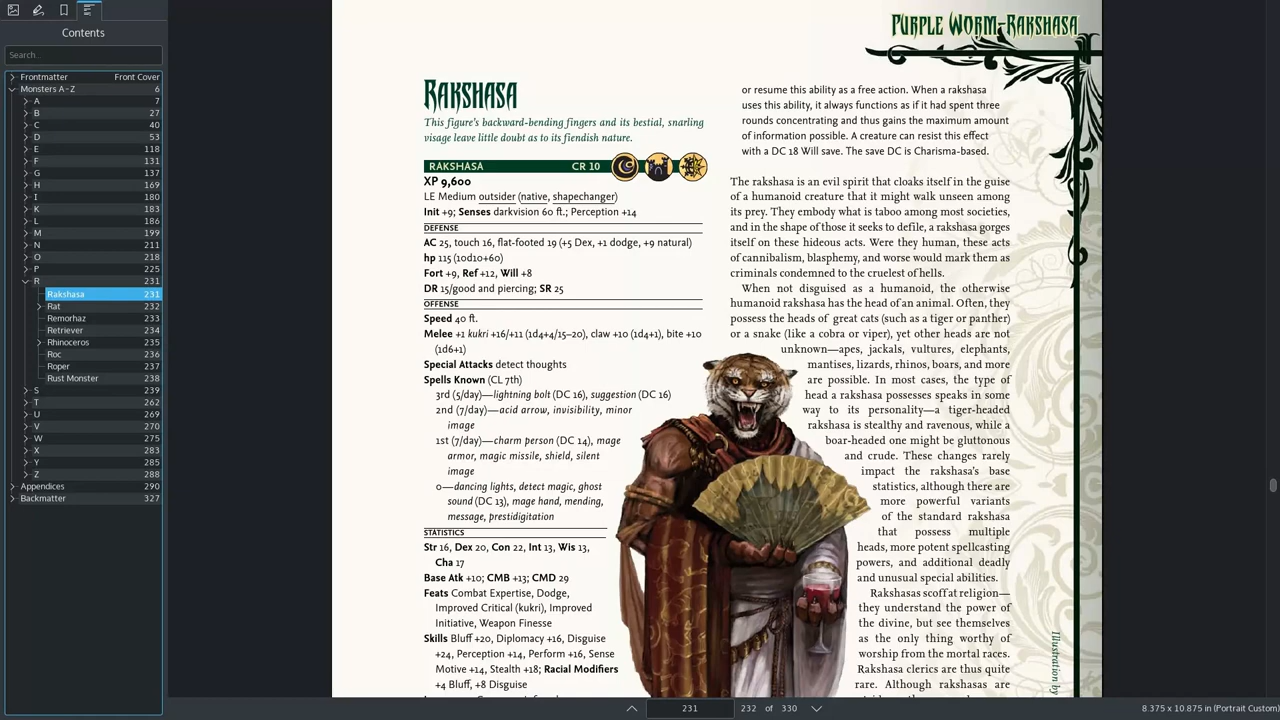 Contents
Search...
Frontmatter Front Cover
Monsters A-Z 6
A 7
B 27
C 40
D 53
E 118
F 131
G 137
H 169
I 180
K 183
L 186
M 199
N 211
O 218
P 225
R 231
Rakshasa 231
Rat 232
Remorhaz 233
Retriever 234
Rhinoceros 235
Roc 236
Roper 237
Rust Monster 238
S 239
T 262
U 269
V 270
W 275
X 283
Y 285
Z 288
Appendices 290
Backmatter 327
Purple Worm–Rakshasa
Rakshasa
This figure's backward-bending fingers and its bestial, snarling
visage leave little doubt as to its fiendish nature.
RAKSHASA CR 10
XP 9,600
LE Medium outsider (native, shapechanger)
Init +9; Senses darkvision 60 ft.; Perception +14
DEFENSE
AC 25, touch 16, flat-footed 19 (+5 Dex, +1 dodge, +9 natural)
hp 115 (10d10+60)
Fort +9, Ref +12, Will +8
DR 15/good and piercing; SR 25
OFFENSE
Speed 40 ft.
Melee +1 kukri +16/+11 (1d4+4/15–20), claw +10 (1d4+1), bite +10
(1d6+1)
Special Attacks detect thoughts
Spells Known (CL 7th)
3rd (5/day)—lightning bolt (DC 16), suggestion (DC 16)
2nd (7/day)—acid arrow, invisibility, minor
image
1st (7/day)—charm person (DC 14), mage
armor, magic missile, shield, silent
image
0—dancing lights, detect magic, ghost
sound (DC 13), mage hand, mending,
message, prestidigitation
STATISTICS
Str 16, Dex 20, Con 22, Int 13, Wis 13,
Cha 17
Base Atk +10; CMB +13; CMD 29
Feats Combat Expertise, Dodge,
Improved Critical (kukri), Improved
Initiative, Weapon Finesse
Skills Bluff +20, Diplomacy +16, Disguise
+24, Perception +14, Perform +16, Sense
Motive +14, Stealth +18; Racial Modifiers
+4 Bluff, +8 Disguise
or resume this ability as a free action. When a rakshasa
uses this ability, it always functions as if it had spent three
rounds concentrating and thus gains the maximum amount
of information possible. A creature can resist this effect
with a DC 18 Will save. The save DC is Charisma-based.
The rakshasa is an evil spirit that cloaks itself in the guise
of a humanoid creature that it might walk unseen among
its prey. They embody what is taboo among most societies,
and in the shape of those it seeks to defile, a rakshasa gorges
itself on these hideous acts. Were they human, these acts
of cannibalism, blasphemy, and worse would mark them as
criminals condemned to the cruelest of hells.
When not disguised as a humanoid, the otherwise
humanoid rakshasa has the head of an animal. Often, they
possess the heads of great cats (such as a tiger or panther)
or a snake (like a cobra or viper), yet other heads are not
unknown—apes, jackals, vultures, elephants,
mantises, lizards, rhinos, boars, and more
are possible. In most cases, the type of
head a rakshasa possesses speaks in some
way to its personality—a tiger-headed
rakshasa is stealthy and ravenous, while a
boar-headed one might be gluttonous
and crude. These changes rarely
impact the rakshasa's base
statistics, although there are
more powerful variants
of the standard rakshasa
that possess multiple
heads, more potent spellcasting
powers, and additional deadly
and unusual special abilities.
Rakshasas scoff at religion—
they understand the power of
the divine, but see themselves
as the only thing worthy of
worship from the mortal races.
Rakshasa clerics are thus quite
rare. Although rakshasas are
Illustration by
231 232 of 330
8.375 x 10.875 in (Portrait Custom)